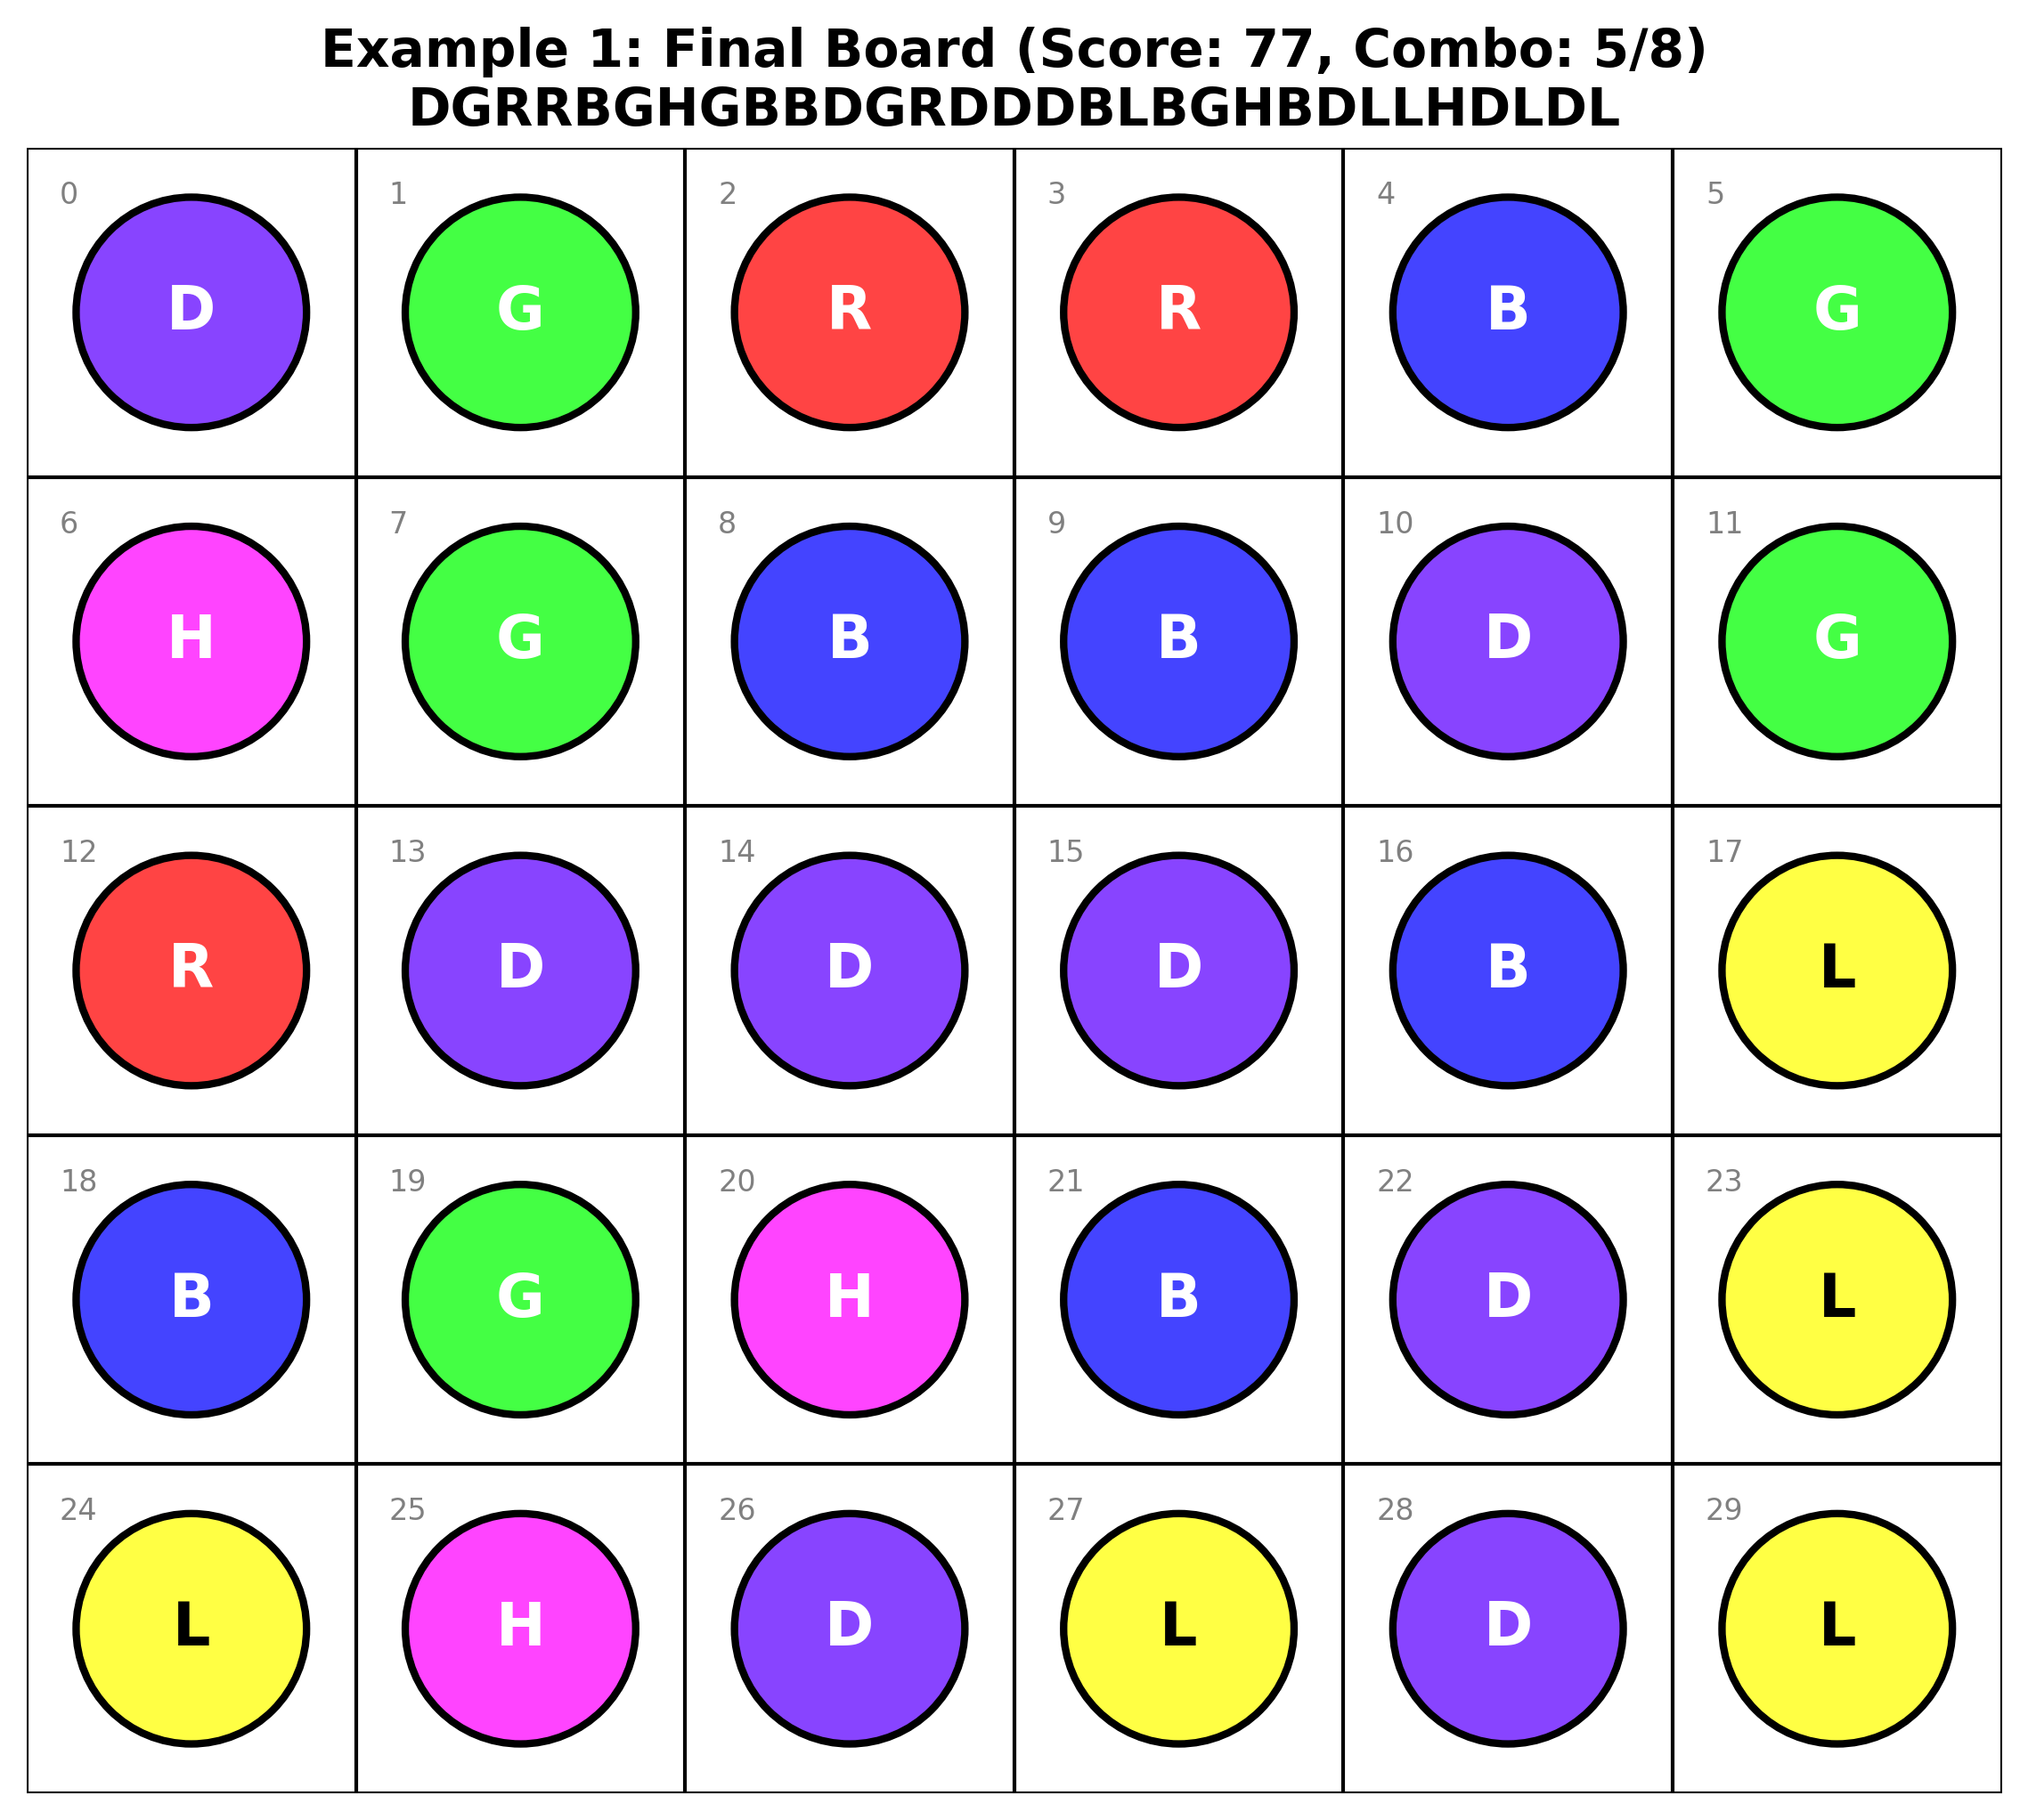 Example 1: Final Board (Score: 77, Combo: 5/8)
DGRRBGHGBBDGRDDDBLBGHBDLLHDLDL
0 1 2 3 4 5
D G R R B G
6 7 8 9 10 11
H G B B D G
12 13 14 15 16 17
R D D D B L
18 19 20 21 22 23
B G H B D L
24 25 26 27 28 29
L H D L D L